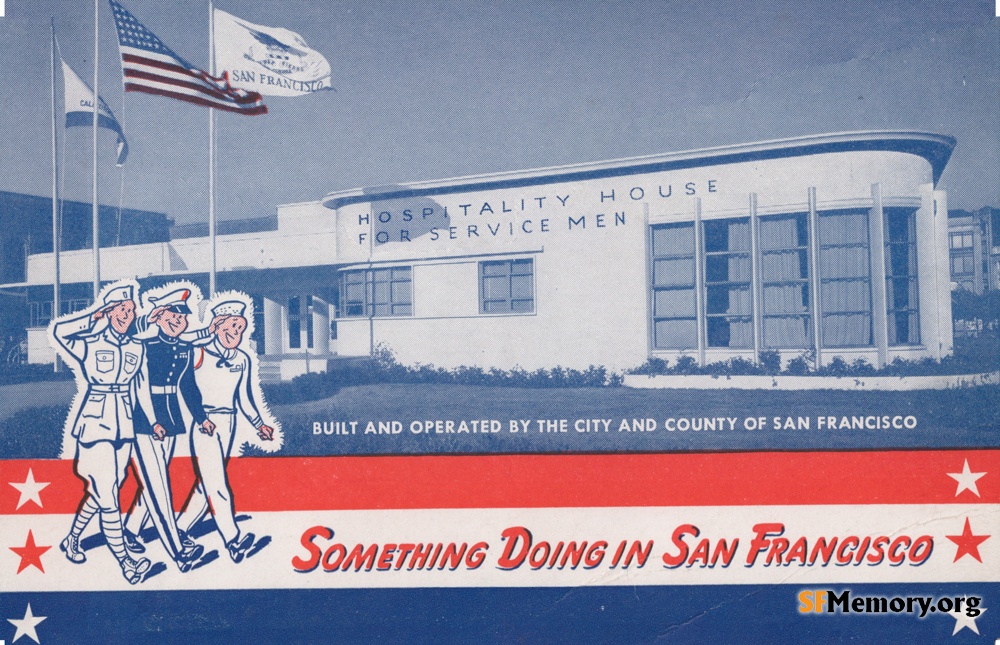 CAL
SAN FRANCISCO
HOSPITALITY HOUSE
FOR SERVICE MEN
BUILT AND OPERATED BY THE CITY AND COUNTY OF SAN FRANCISCO
SOMETHING DOING IN SAN FRANCISCO
SFMemory.org